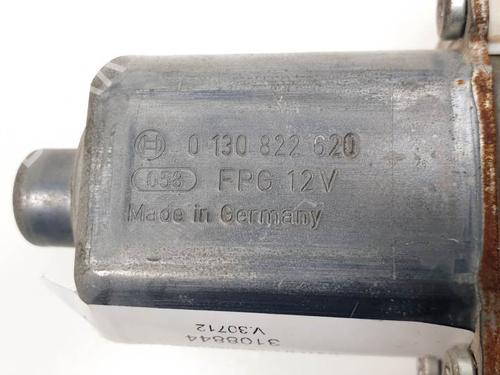 0 130 822 620
058 FPG 12V
Made in Germany
3108844
V.30712